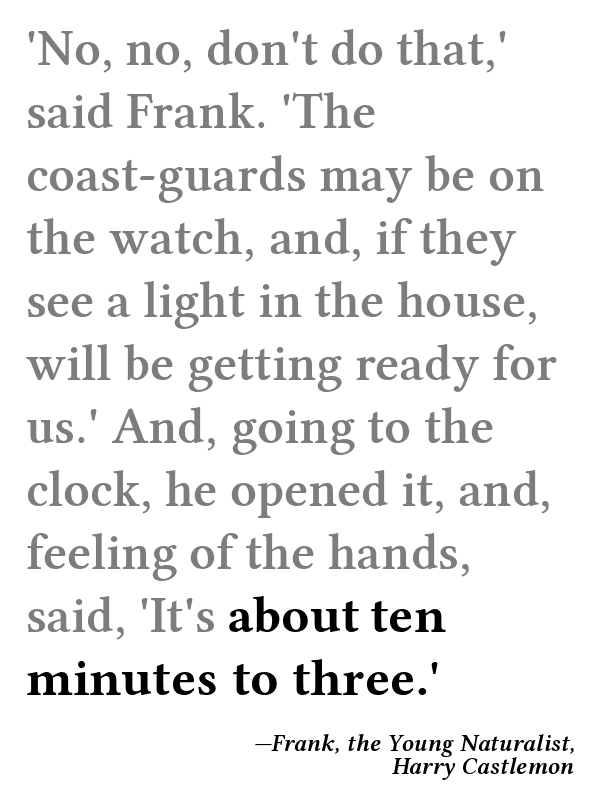 'No, no, don't do that,'
said Frank. 'The
coast-guards may be on
the watch, and, if they
see a light in the house,
will be getting ready for
us.' And, going to the
clock, he opened it, and,
feeling of the hands,
said, 'It's about ten
minutes to three.'
—Frank, the Young Naturalist,
Harry Castlemon